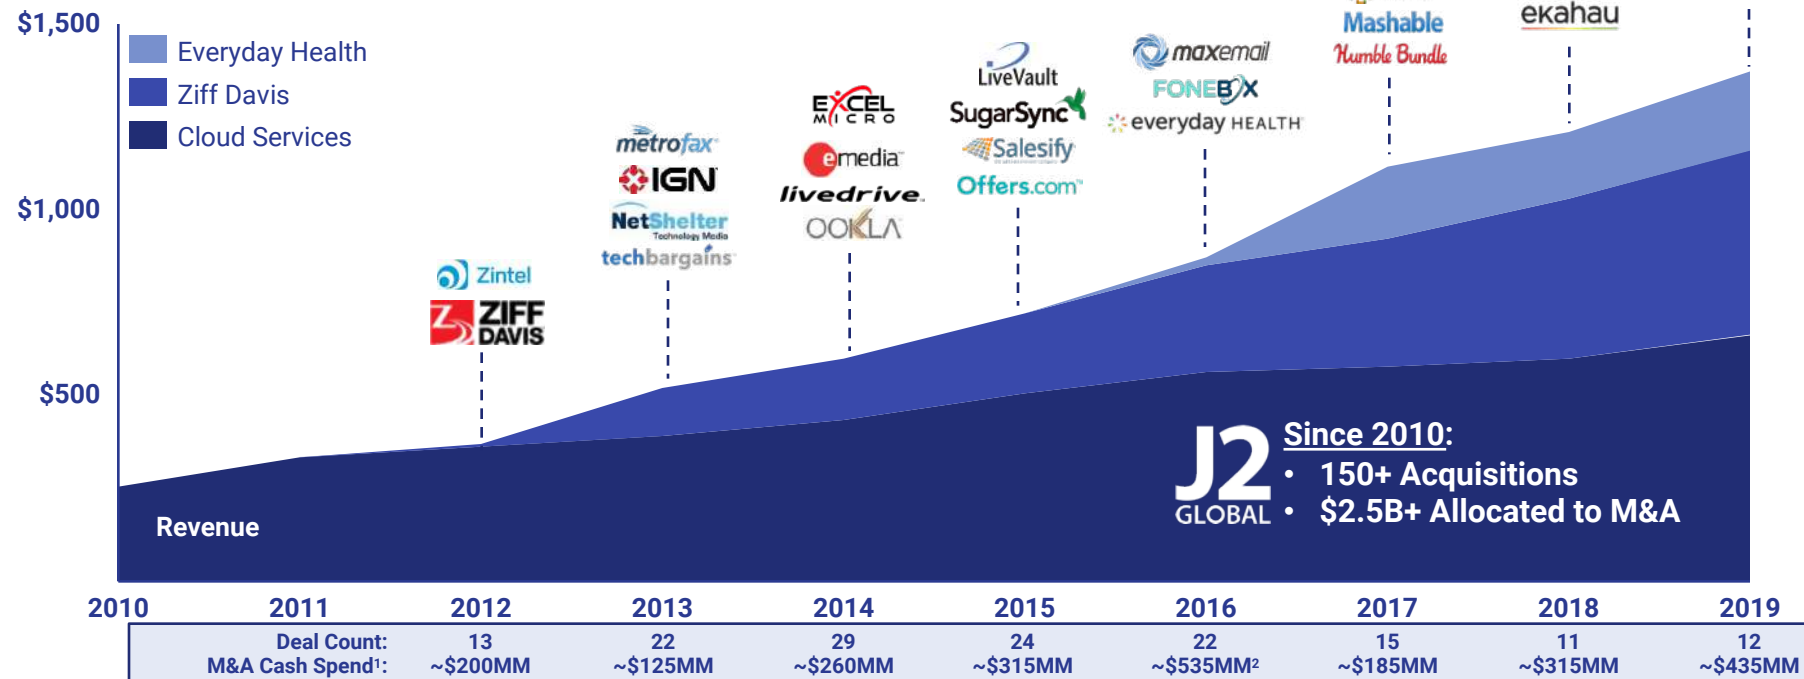 $1,500
$1,000
$500
Everyday Health
Ziff Davis
Cloud Services
Zintel
ZIFF DAVIS
metrofax
IGN
NetShelter
Technology Media
techbargains
EXCEL
MICRO
emedia
livedrive
OOKLA
LiveVault
SugarSync
Salesify
Offers.com™
maxemail
FONEBOX
everyday HEALTH
Mashable
Humble Bundle
ekahau
Revenue
J2
GLOBAL
Since 2010:
• 150+ Acquisitions
• $2.5B+ Allocated to M&A
2010 2011 2012 2013 2014 2015 2016 2017 2018 2019
Deal Count: 13 22 29 24 22 15 11 12
M&A Cash Spend¹: ~$200MM ~$125MM ~$260MM ~$315MM ~$535MM² ~$185MM ~$315MM ~$435MM